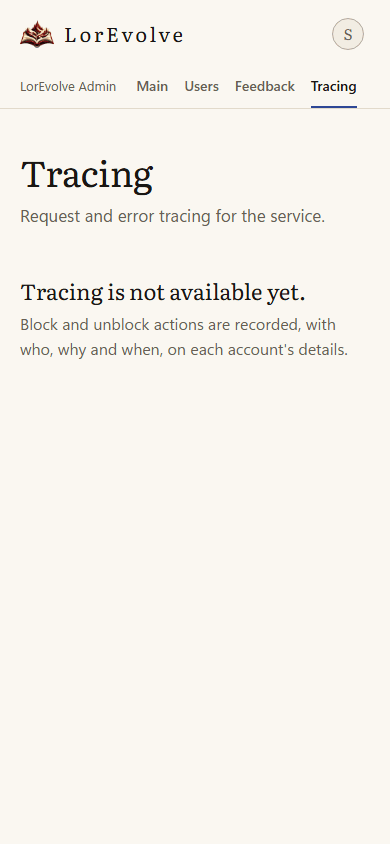 LorEvolve
S
LorEvolve Admin Main Users Feedback Tracing
Tracing
Request and error tracing for the service.
Tracing is not available yet.
Block and unblock actions are recorded, with
who, why and when, on each account's details.